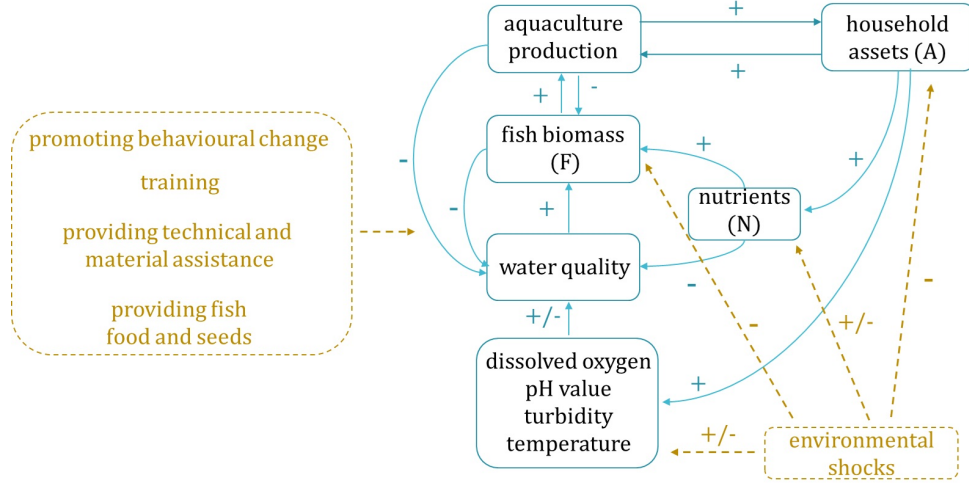 aquaculture
production
+
+
household
assets (A)
+
-
-
promoting behavioural change
training
providing technical and
material assistance
providing fish
food and seeds
fish biomass
(F)
+
+
nutrients
(N)
-
+
water quality
-
-
+/-
+/-
-
dissolved oxygen
pH value
turbidity
temperature
+
+/-
environmental
shocks